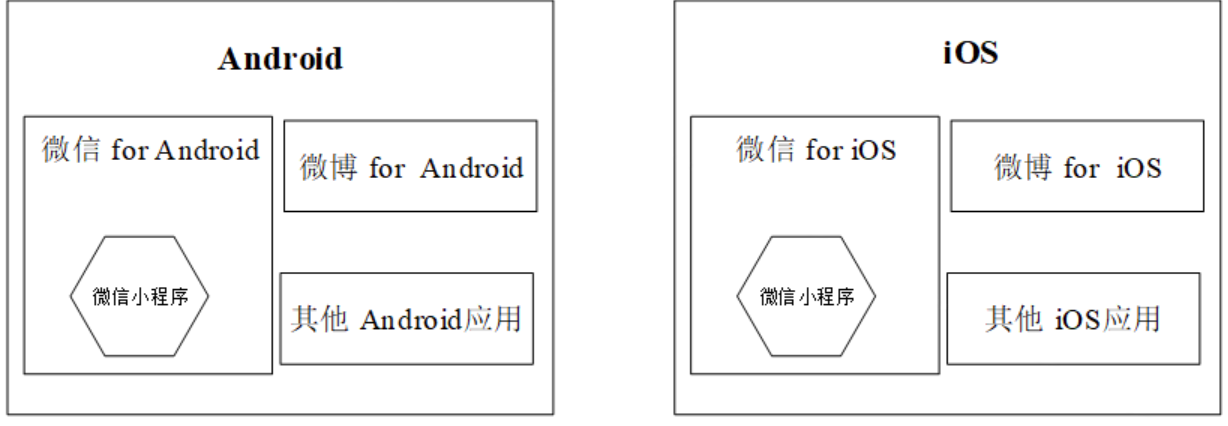 Android
微信 for Android
微博 for Android
微信小程序
其他 Android应用
iOS
微信 for iOS
微博 for iOS
微信小程序
其他 iOS应用